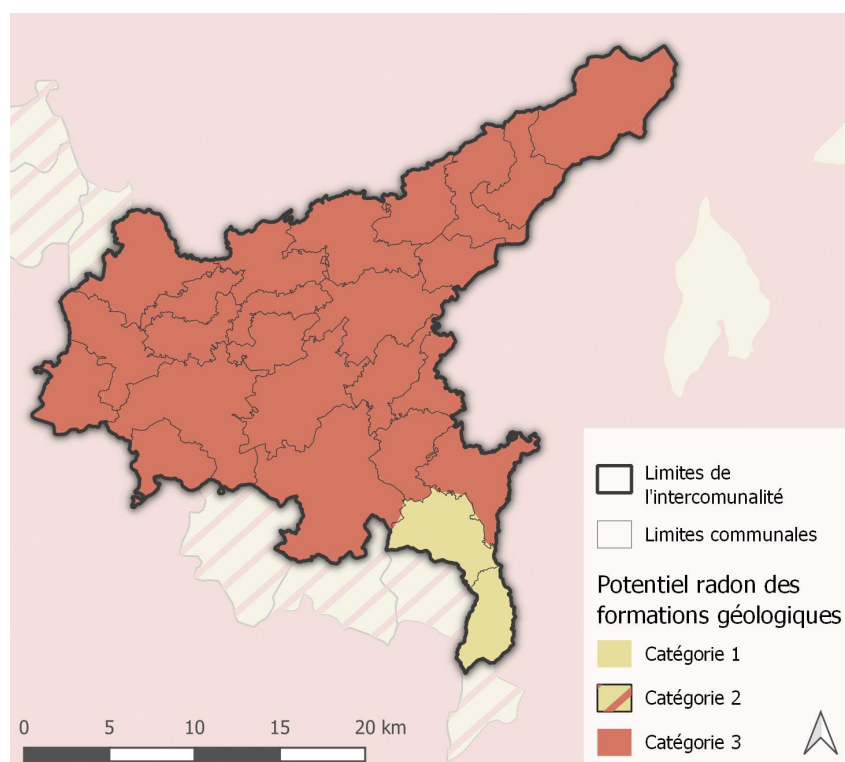 Limites de
l'intercomunalité
Limites communales
Potentiel radon des
formations géologiques
Catégorie 1
Catégorie 2
Catégorie 3
0 5 10 15 20 km